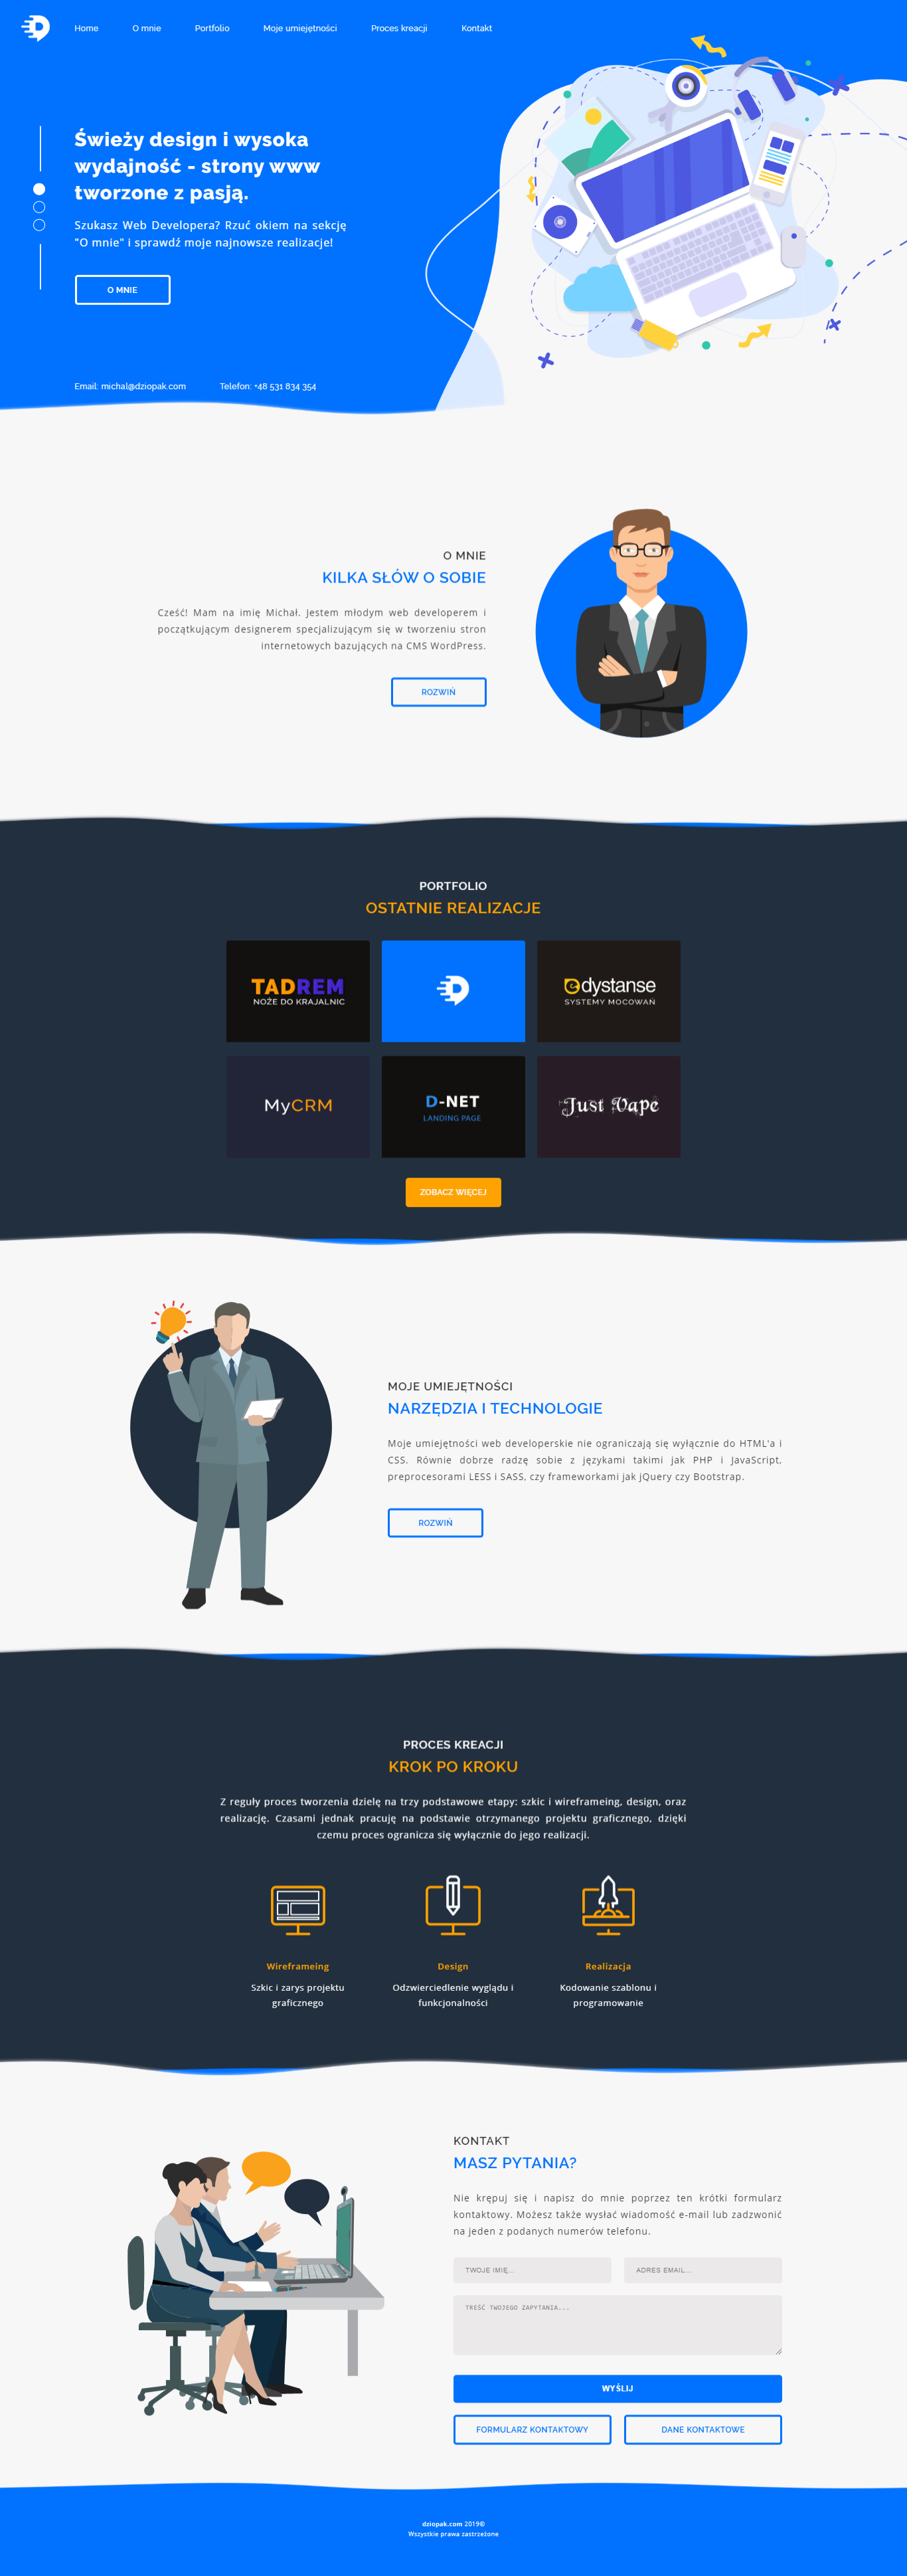 Home O mnie Portfolio Moje umiejętności Proces kreacji Kontakt
Świeży design i wysoka
wydajność - strony www
tworzone z pasją.
Szukasz Web Developera? Rzuć okiem na sekcję
"O mnie" i sprawdź moje najnowsze realizacje!
O MNIE
Email: michal@dziopak.com Telefon: +48 531 834 354
O MNIE
KILKA SŁÓW O SOBIE
Cześć! Mam na imię Michał. Jestem młodym web developerem i
początkującym designerem specjalizującym się w tworzeniu stron
internetowych bazujących na CMS WordPress.
ROZWIŃ
PORTFOLIO
OSTATNIE REALIZACJE
TADREM
NOŻE DO KRAJALNIC
dystanse
SYSTEMY MOCOWAŃ
MyCRM
D-NET
LANDING PAGE
Just Vape
ZOBACZ WIĘCEJ
MOJE UMIEJĘTNOŚCI
NARZĘDZIA I TECHNOLOGIE
Moje umiejętności web developerskie nie ograniczają się wyłącznie do HTML'a i
CSS. Równie dobrze radzę sobie z językami takimi jak PHP i JavaScript,
preprocesorami LESS i SASS, czy frameworkami jak jQuery czy Bootstrap.
ROZWIŃ
PROCES KREACJI
KROK PO KROKU
Z reguły proces tworzenia dzielę na trzy podstawowe etapy: szkic i wireframeing, design, oraz
realizację. Czasami jednak pracuję na podstawie otrzymanego projektu graficznego, dzięki
czemu proces ogranicza się wyłącznie do jego realizacji.
Wireframeing
Szkic i zarys projektu
graficznego
Design
Odzwierciedlenie wyglądu i
funkcjonalności
Realizacja
Kodowanie szablonu i
programowanie
KONTAKT
MASZ PYTANIA?
Nie krępuj się i napisz do mnie poprzez ten krótki formularz
kontaktowy. Możesz także wysłać wiadomość e-mail lub zadzwonić
na jeden z podanych numerów telefonu.
TWOJE IMIĘ... ADRES EMAIL...
TREŚĆ TWOJEGO ZAPYTANIA...
WYŚLIJ
FORMULARZ KONTAKTOWY DANE KONTAKTOWE
dziopak.com 2019©
Wszystkie prawa zastrzeżone